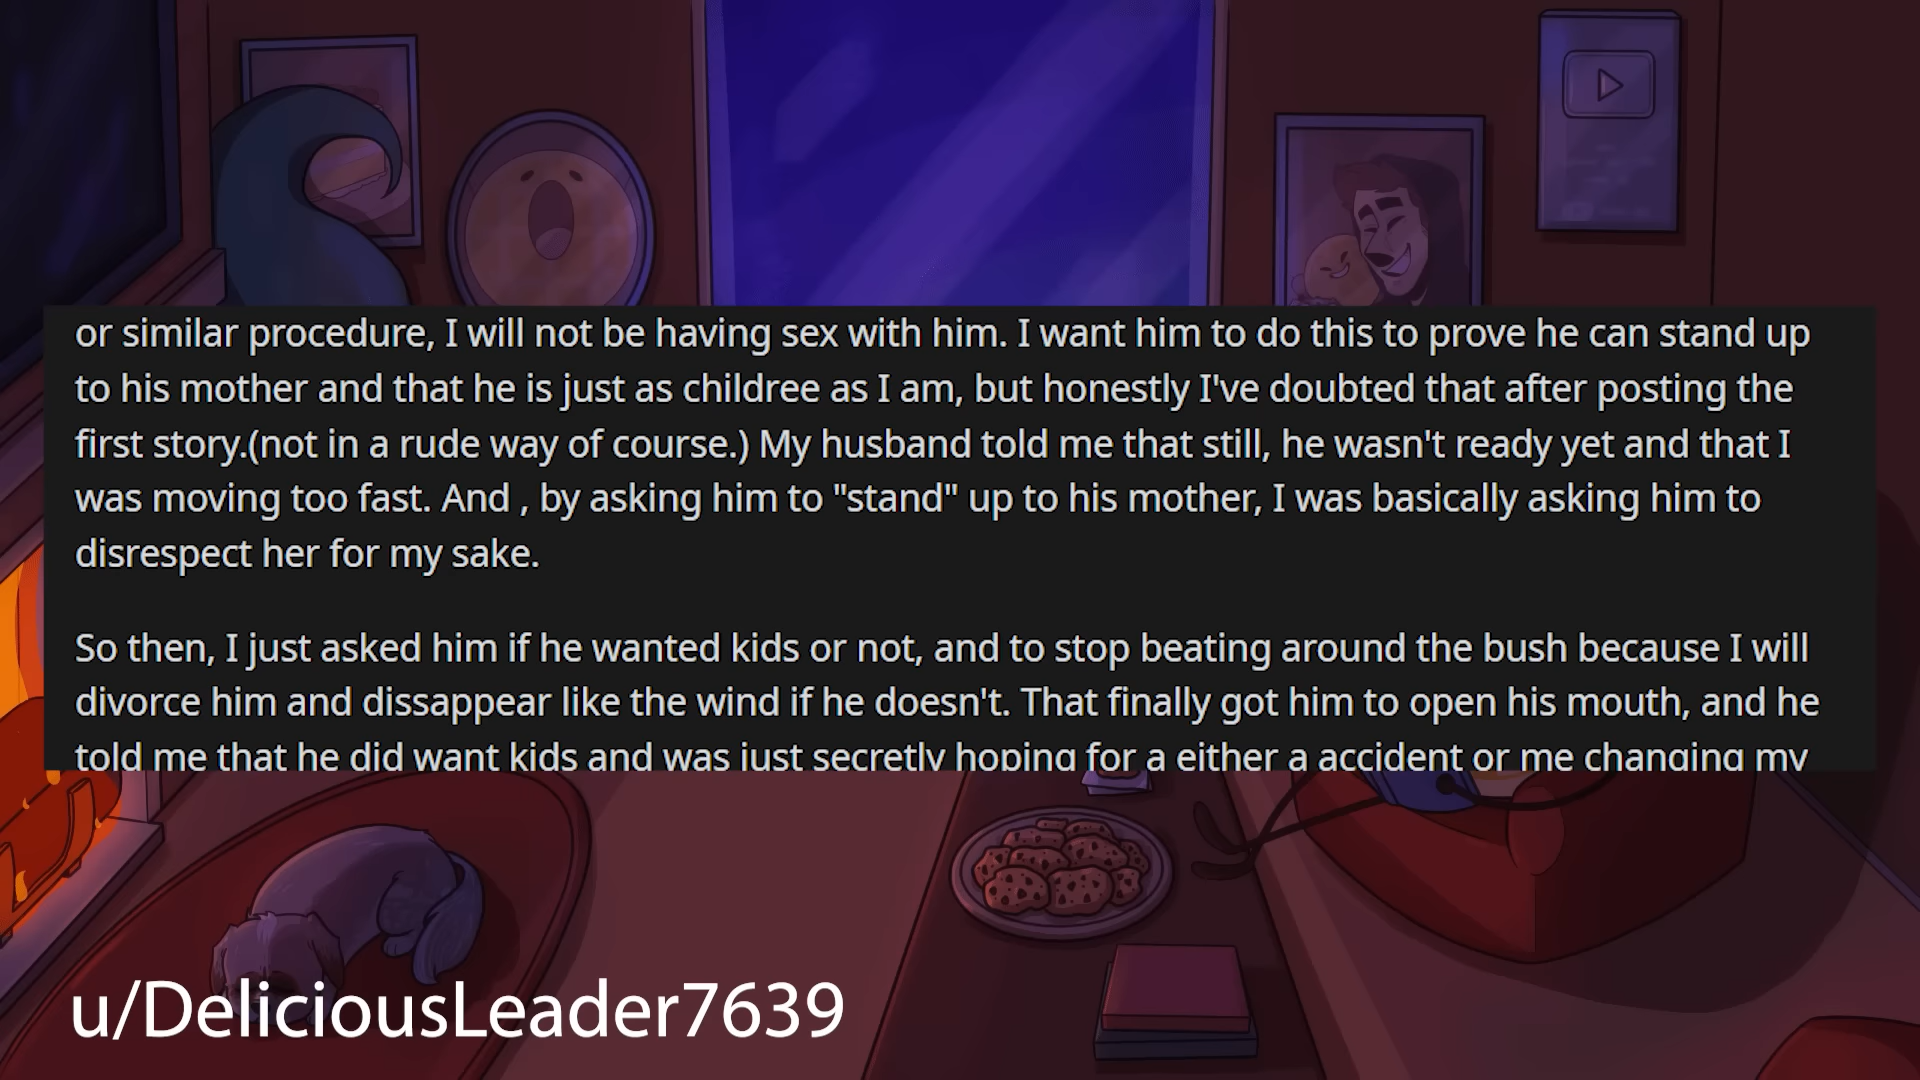 or similar procedure, I will not be having sex with him. I want him to do this to prove he can stand up
to his mother and that he is just as childree as I am, but honestly I've doubted that after posting the
first story.(not in a rude way of course.) My husband told me that still, he wasn't ready yet and that I
was moving too fast. And , by asking him to "stand" up to his mother, I was basically asking him to
disrespect her for my sake.
So then, I just asked him if he wanted kids or not, and to stop beating around the bush because I will
divorce him and dissappear like the wind if he doesn't. That finally got him to open his mouth, and he
told me that he did want kids and was just secretly hoping for a either a accident or me changing my
u/DeliciousLeader7639